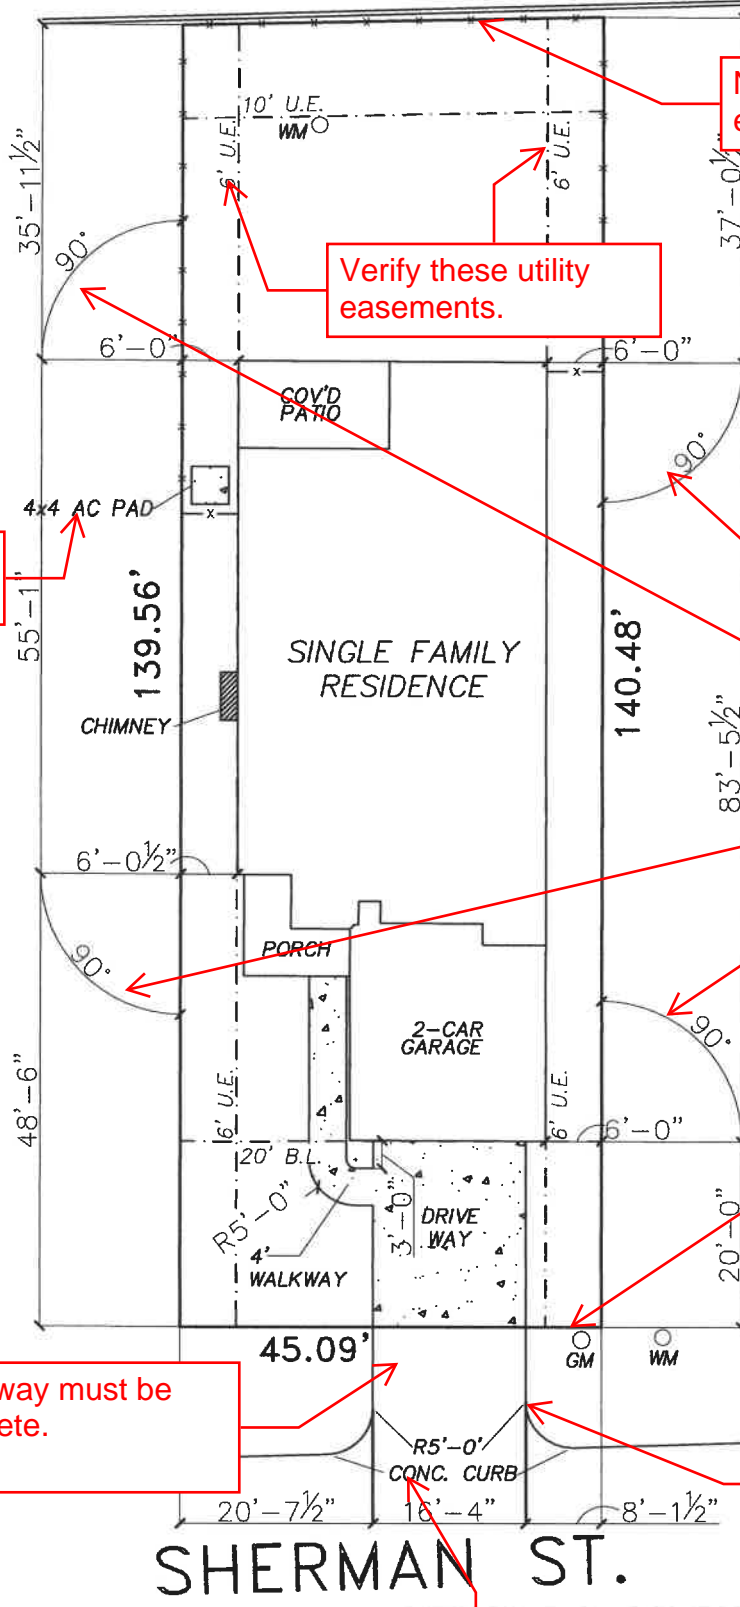 10' U.E.
WM
6' U.E.
6' U.E.
35'-11½"
37'-0½"
90°
Verify these utility
easements.
6'-0"
6'-0"
x
COV'D
PATIO
90°
4x4 AC PAD
x
55'-1"
139.56'
SINGLE FAMILY
RESIDENCE
140.48'
CHIMNEY
83'-5½"
6'-0½"
PORCH
90°
2-CAR
GARAGE
90°
48'-6"
6' U.E.
6' U.E.
20' B.L.
6'-0"
R5'-0"
3'-0"
DRIVE
WAY
20'-0"
4'
WALKWAY
45.09'
GM
WM
way must be
R5'-0'
CONC. CURB
20'-7½"
16'-4"
8'-1½"
SHERMAN ST.